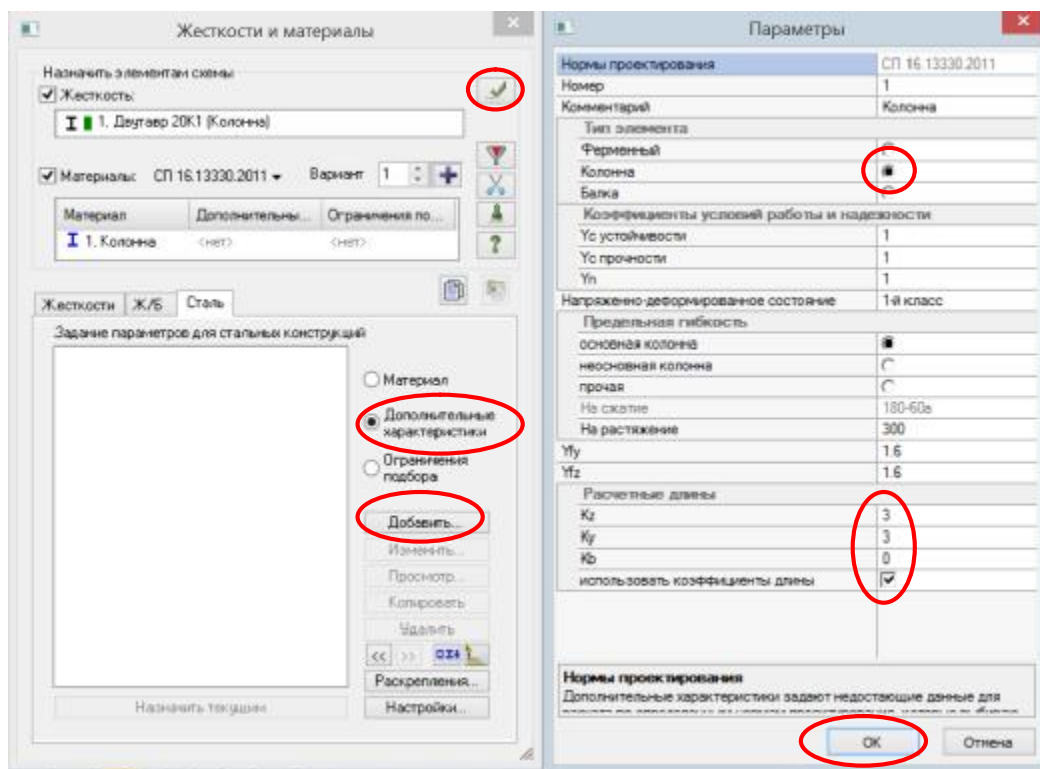 Жесткости и материалы
Назначить элементам схемы
Жесткость:
1. Двутавр 20К1 (Колонна)
Материалы: СП 16.13330.2011 Вариант 1
Материал Дополнительны... Ограничения по...
1. Колонна <нет> <нет>
Жесткости Ж/Б Сталь
Задание параметров для стальных конструкций
Материал
Дополнительные
характеристики
Ограничения
подбора
Добавить...
Изменить...
Просмотр...
Копировать
Удалить
<< >>
Раскрепления...
Назначить текущим Настройки...
Параметры
Нормы проектирования СП 16.13330.2011
Номер 1
Комментарий Колонна
Тип элемента
Ферменный
Колонна
Балка
Коэффициенты условий работы и надежности
Yc устойчивости 1
Yc прочности 1
Yn 1
Напряженно-деформированное состояние 1-й класс
Предельная гибкость
основная колонна
неосновная колонна
прочая
На сжатие 180-60a
На растяжение 300
Yfy 1.6
Yfz 1.6
Расчетные длины
Kz 3
Ky 3
Kb 0
использовать коэффициенты длины
Нормы проектирования
Дополнительные характеристики задают недостающие данные для
OK Отмена